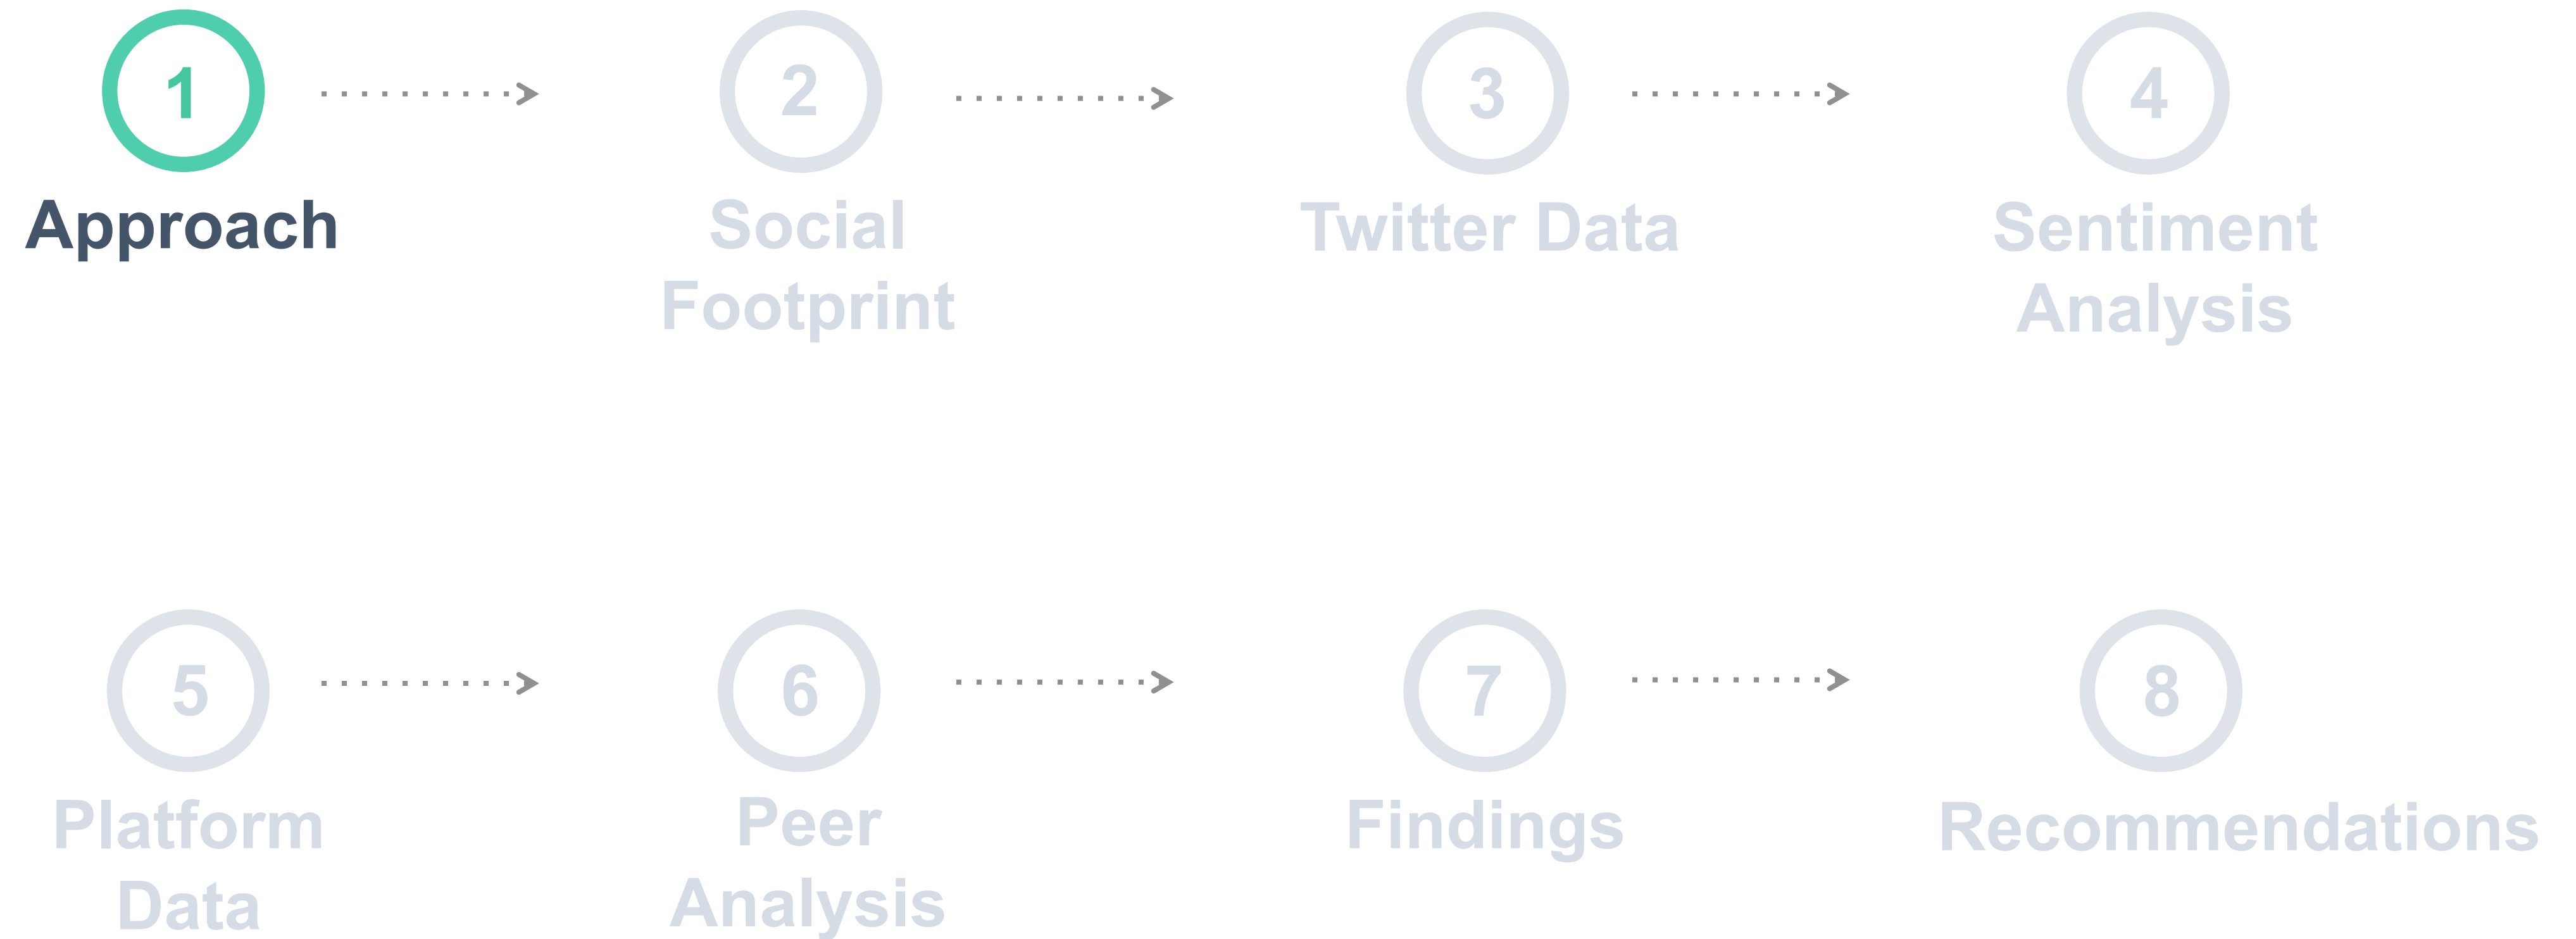 1
Approach
2
Social
Footprint
3
Twitter Data
4
Sentiment
Analysis
5
Platform
Data
6
Peer
Analysis
7
Findings
8
Recommendations